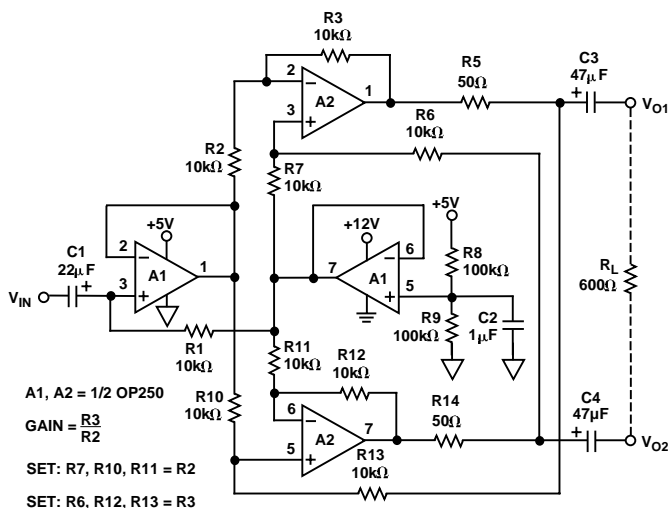 R3
10kΩ
2
A2
1
3
R5
50Ω
C3
47μF
+
VO1
R6
10kΩ
R2
10kΩ
R7
10kΩ
+5V
2
A1
1
3
C1
22μF
+
VIN
+12V
6
7
A1
5
+5V
R8
100kΩ
R9
100kΩ
C2
1μF
RL
600Ω
R1
10kΩ
R11
10kΩ
R12
10kΩ
R10
10kΩ
6
A2
7
5
R14
50Ω
C4
47μF
+
VO2
R13
10kΩ
A1, A2 = 1/2 OP250
GAIN = R3
R2
SET: R7, R10, R11 = R2
SET: R6, R12, R13 = R3